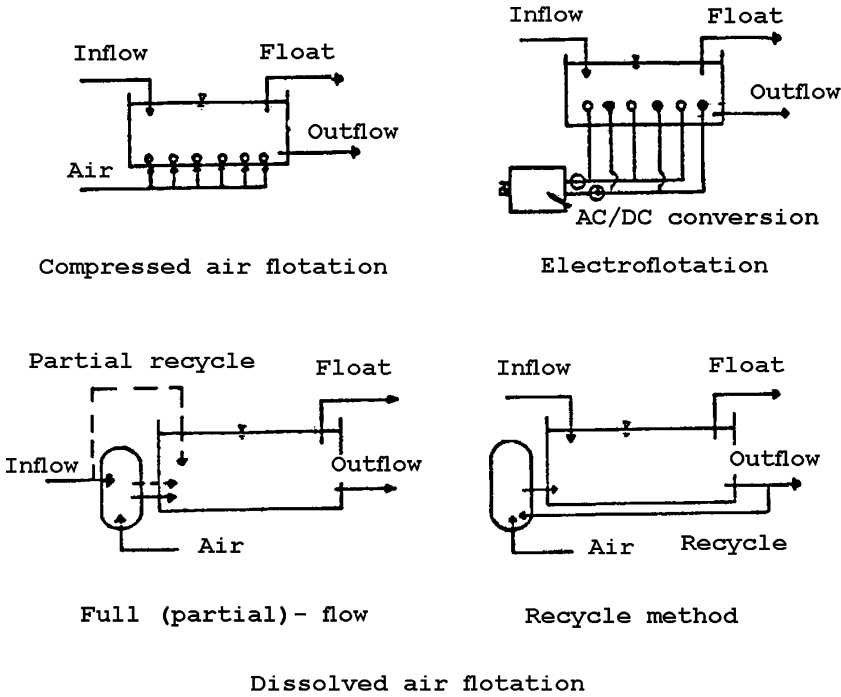 Inflow
Float
Outflow
Air
Compressed air flotation
Inflow
Float
Outflow
AC/DC conversion
Electroflotation
Partial recycle
Float
Inflow
Outflow
Air
Full (partial)- flow
Inflow
Float
Outflow
Air
Recycle
Recycle method
Dissolved air flotation